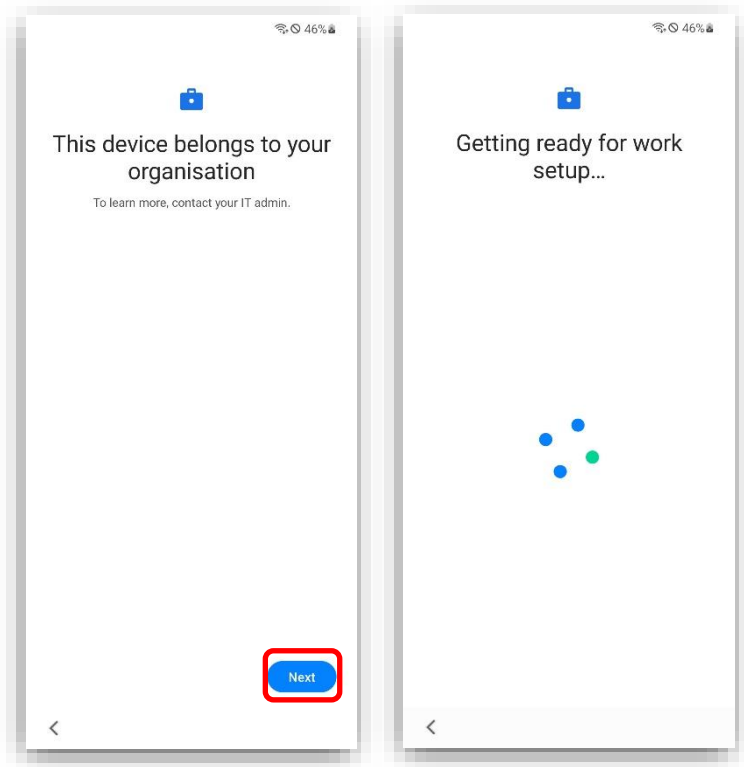 46%
This device belongs to your
organisation
To learn more, contact your IT admin.
Next
46%
Getting ready for work
setup...